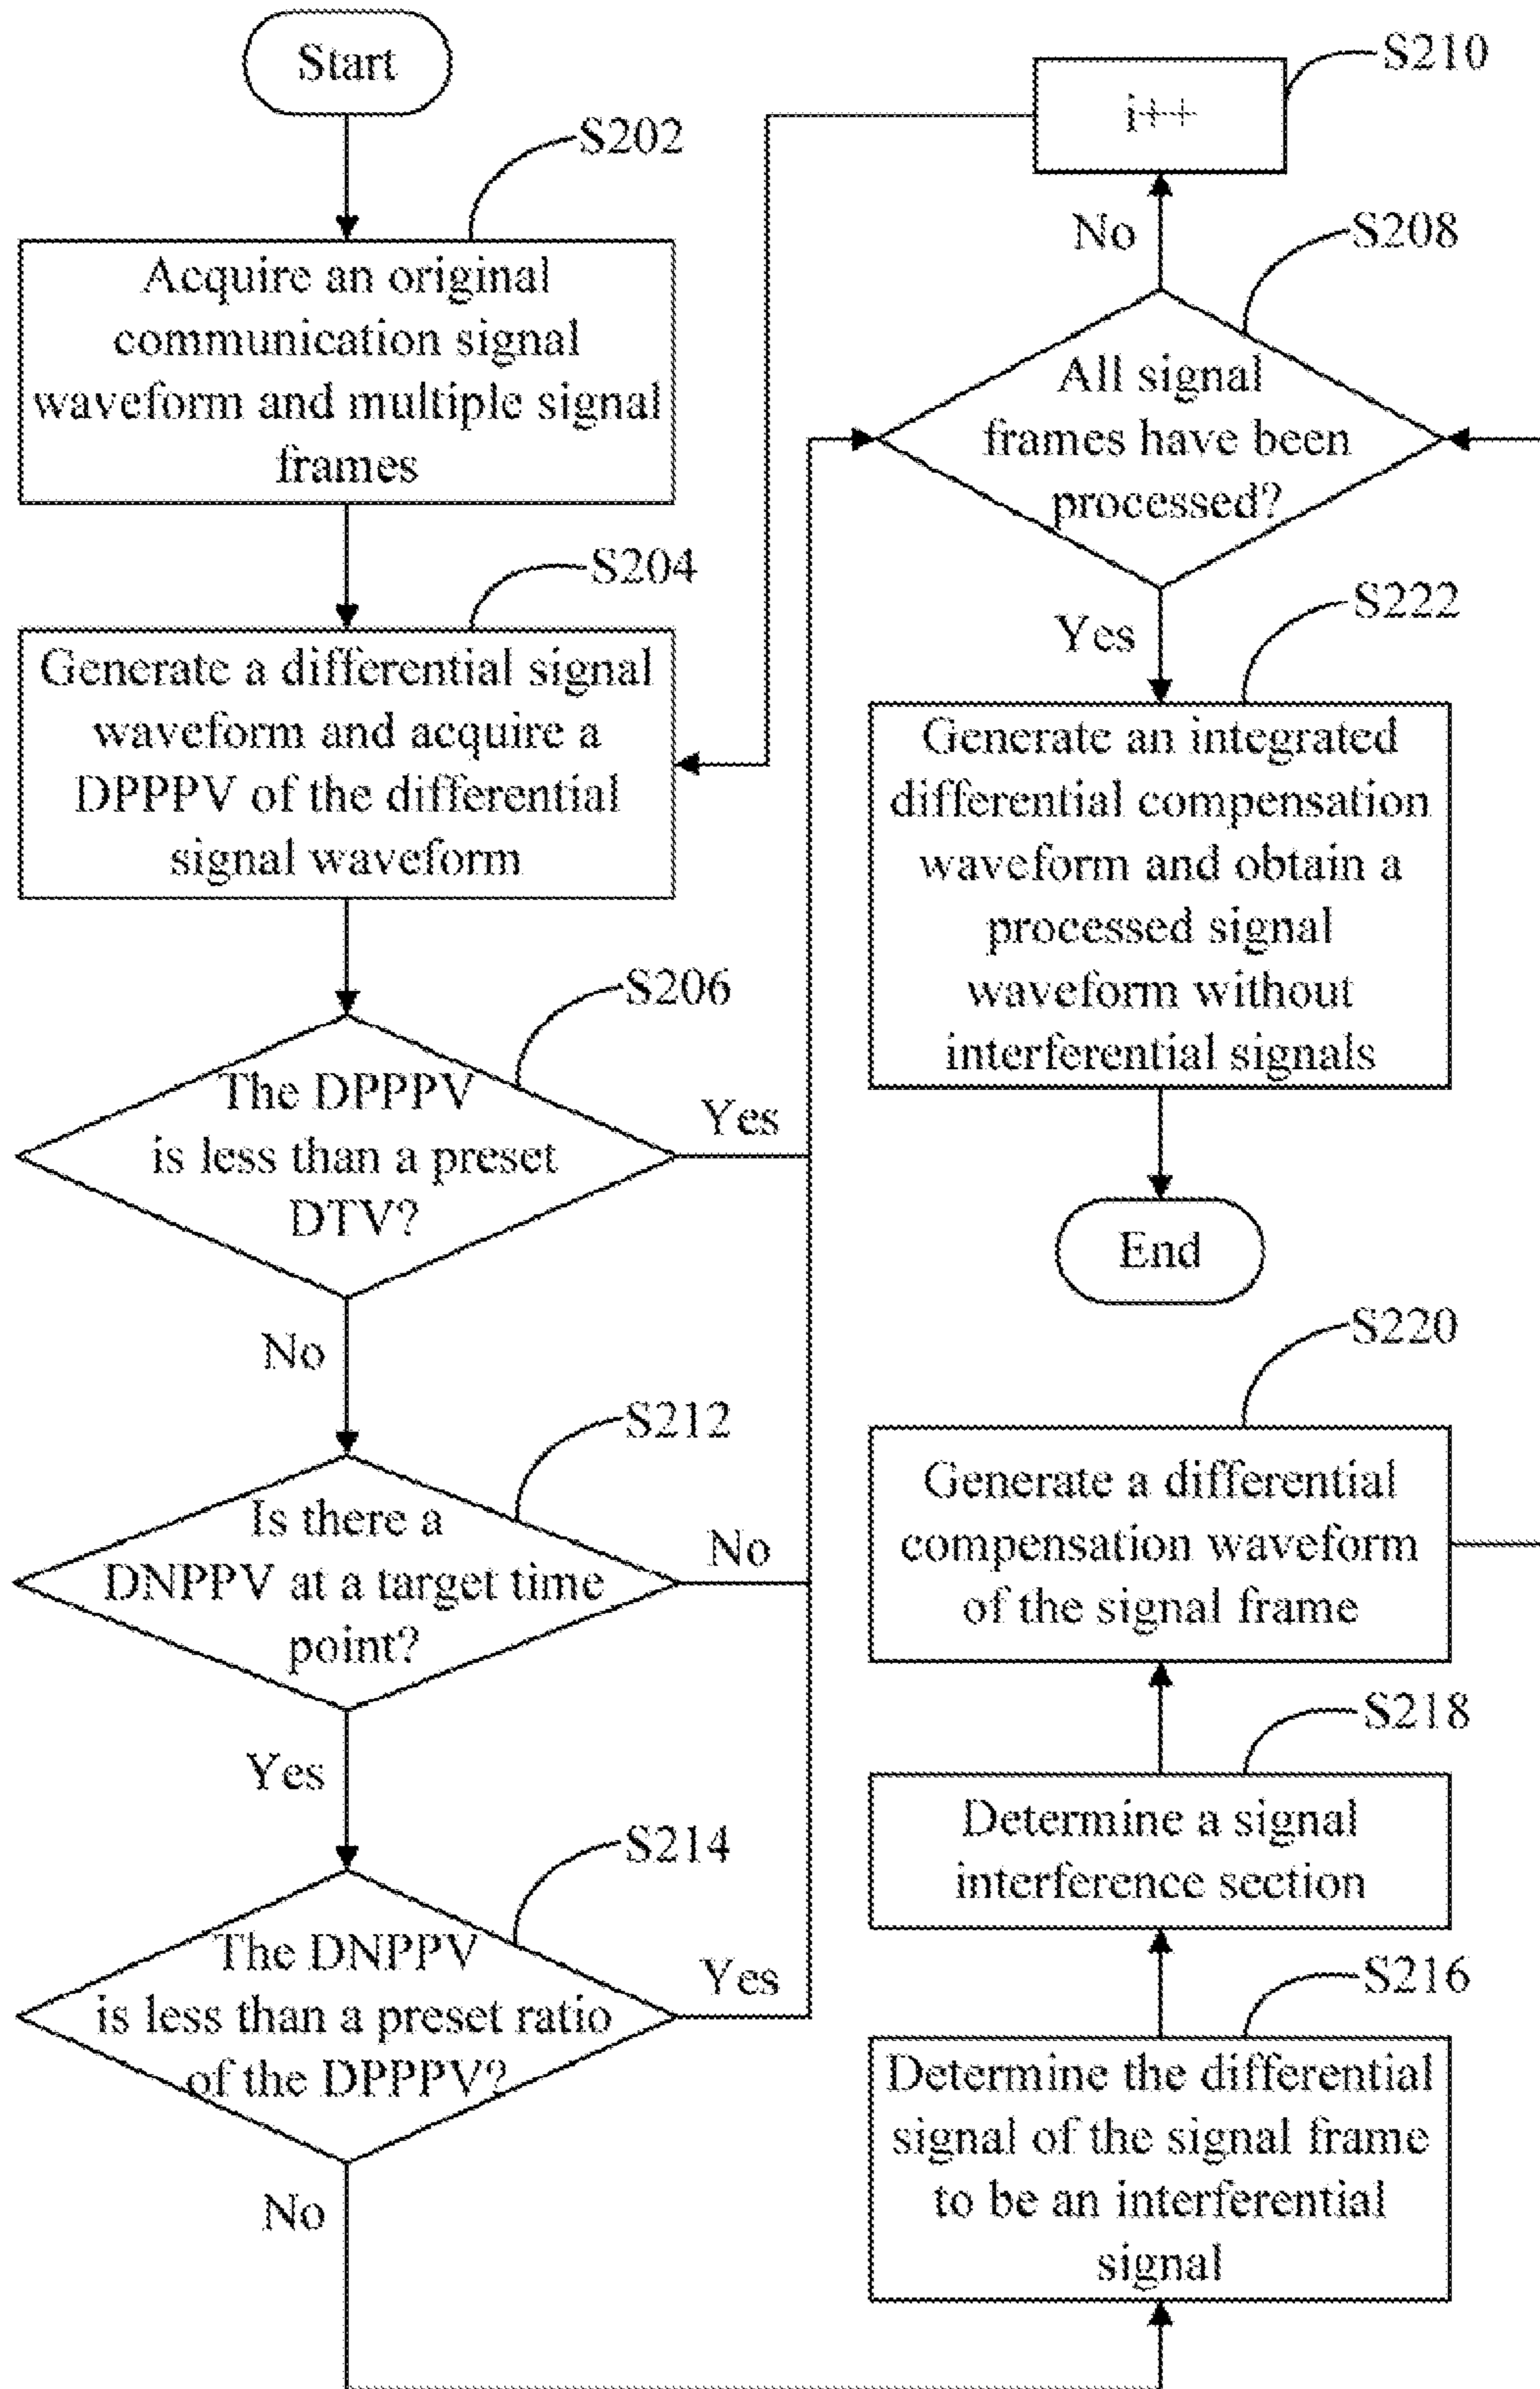 Start
S202
Acquire an original
communication signal
waveform and multiple signal
frames
S204
Generate a differential signal
waveform and acquire a
DPPPV of the differential
signal waveform
S206
The DPPPV
is less than a preset
DTV?
Yes
No
S212
Is there a
DNPPV at a target time
point?
No
Yes
S214
The DNPPV
is less than a preset ratio
of the DPPPV?
Yes
No
S210
i++
No
S208
All signal
frames have been
processed?
Yes
S222
Generate an integrated
differential compensation
waveform and obtain a
processed signal
waveform without
interferential signals
End
S220
Generate a differential
compensation waveform
of the signal frame
S218
Determine a signal
interference section
S216
Determine the differential
signal of the signal frame
to be an interferential
signal